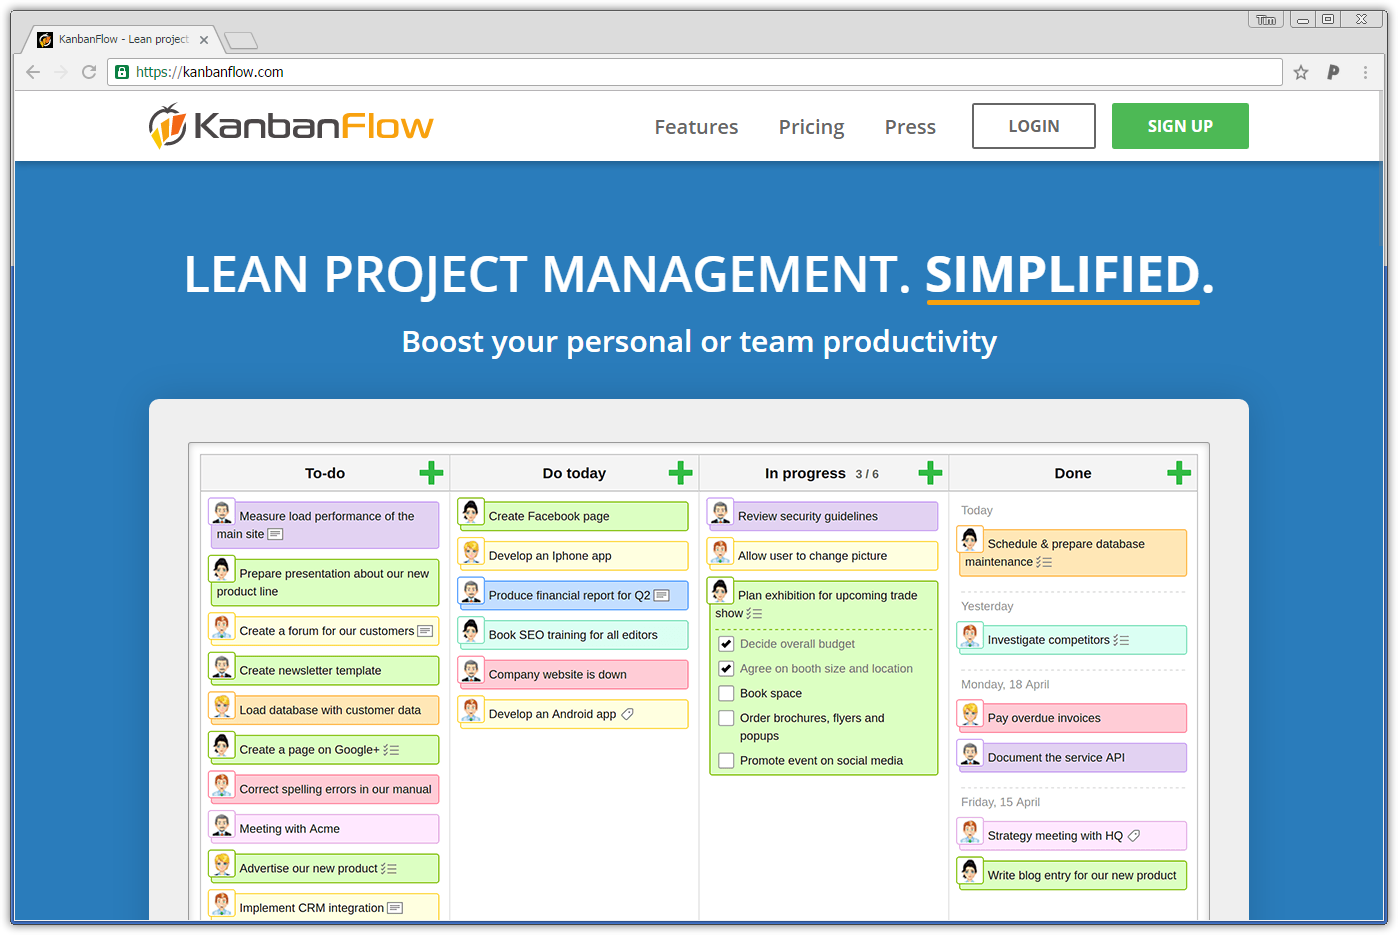 Tim
KanbanFlow - Lean project
https://kanbanflow.com
KanbanFlow
Features
Pricing
Press
LOGIN
SIGN UP
LEAN PROJECT MANAGEMENT. SIMPLIFIED.
Boost your personal or team productivity
To-do
Measure load performance of the
main site
Prepare presentation about our new
product line
Create a forum for our customers
Create newsletter template
Load database with customer data
Create a page on Google+
Correct spelling errors in our manual
Meeting with Acme
Advertise our new product
Implement CRM integration
Do today
Create Facebook page
Develop an Iphone app
Produce financial report for Q2
Book SEO training for all editors
Company website is down
Develop an Android app
In progress 3 / 6
Review security guidelines
Allow user to change picture
Plan exhibition for upcoming trade
show
Decide overall budget
Agree on booth size and location
Book space
Order brochures, flyers and
popups
Promote event on social media
Done
Today
Schedule & prepare database
maintenance
Yesterday
Investigate competitors
Monday, 18 April
Pay overdue invoices
Document the service API
Friday, 15 April
Strategy meeting with HQ
Write blog entry for our new product